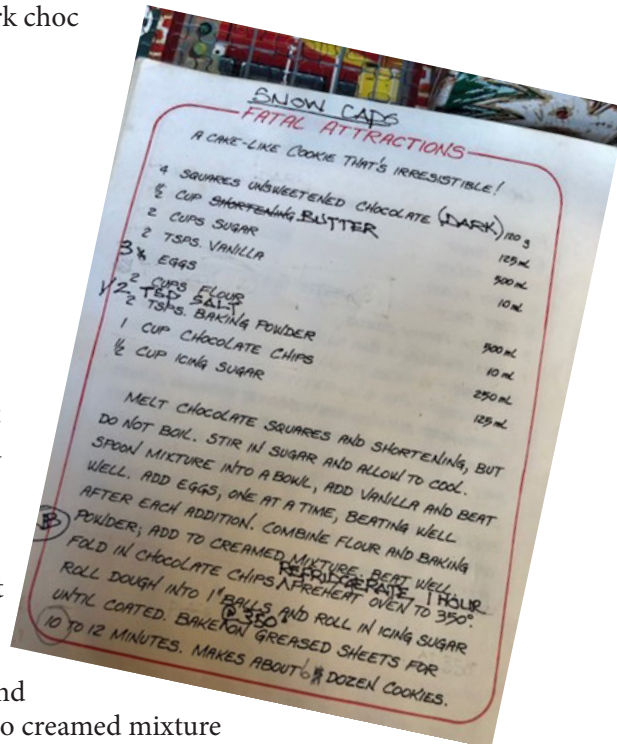 rk choc
SNOW CAPS
FATAL ATTRACTIONS
A CAKE-LIKE COOKIE THAT'S IRRESISTIBLE!
4 SQUARES UNSWEETENED CHOCOLATE (DARK) 120 g
½ CUP SHORTENING BUTTER 125 mL
2 CUPS SUGAR 500 mL
2 TSPS. VANILLA 10 mL
3 EGGS
2 CUPS FLOUR 500 mL
1/2 TSP SALT
2 TSPS. BAKING POWDER 10 mL
1 CUP CHOCOLATE CHIPS 250 mL
½ CUP ICING SUGAR 125 mL
MELT CHOCOLATE SQUARES AND SHORTENING, BUT
DO NOT BOIL. STIR IN SUGAR AND ALLOW TO COOL.
SPOON MIXTURE INTO A BOWL, ADD VANILLA AND BEAT
WELL. ADD EGGS, ONE AT A TIME, BEATING WELL
AFTER EACH ADDITION. COMBINE FLOUR AND BAKING
B POWDER; ADD TO CREAMED MIXTURE. BEAT WELL.
REFRIDGERATE 1 HOUR
FOLD IN CHOCOLATE CHIPS. PREHEAT OVEN TO 350°.
ROLL DOUGH INTO 1" BALLS AND ROLL IN ICING SUGAR
@ 350°
UNTIL COATED. BAKE ON GREASED SHEETS FOR
10 TO 12 MINUTES. MAKES ABOUT 6 DOZEN COOKIES.
t
nd
o creamed mixture